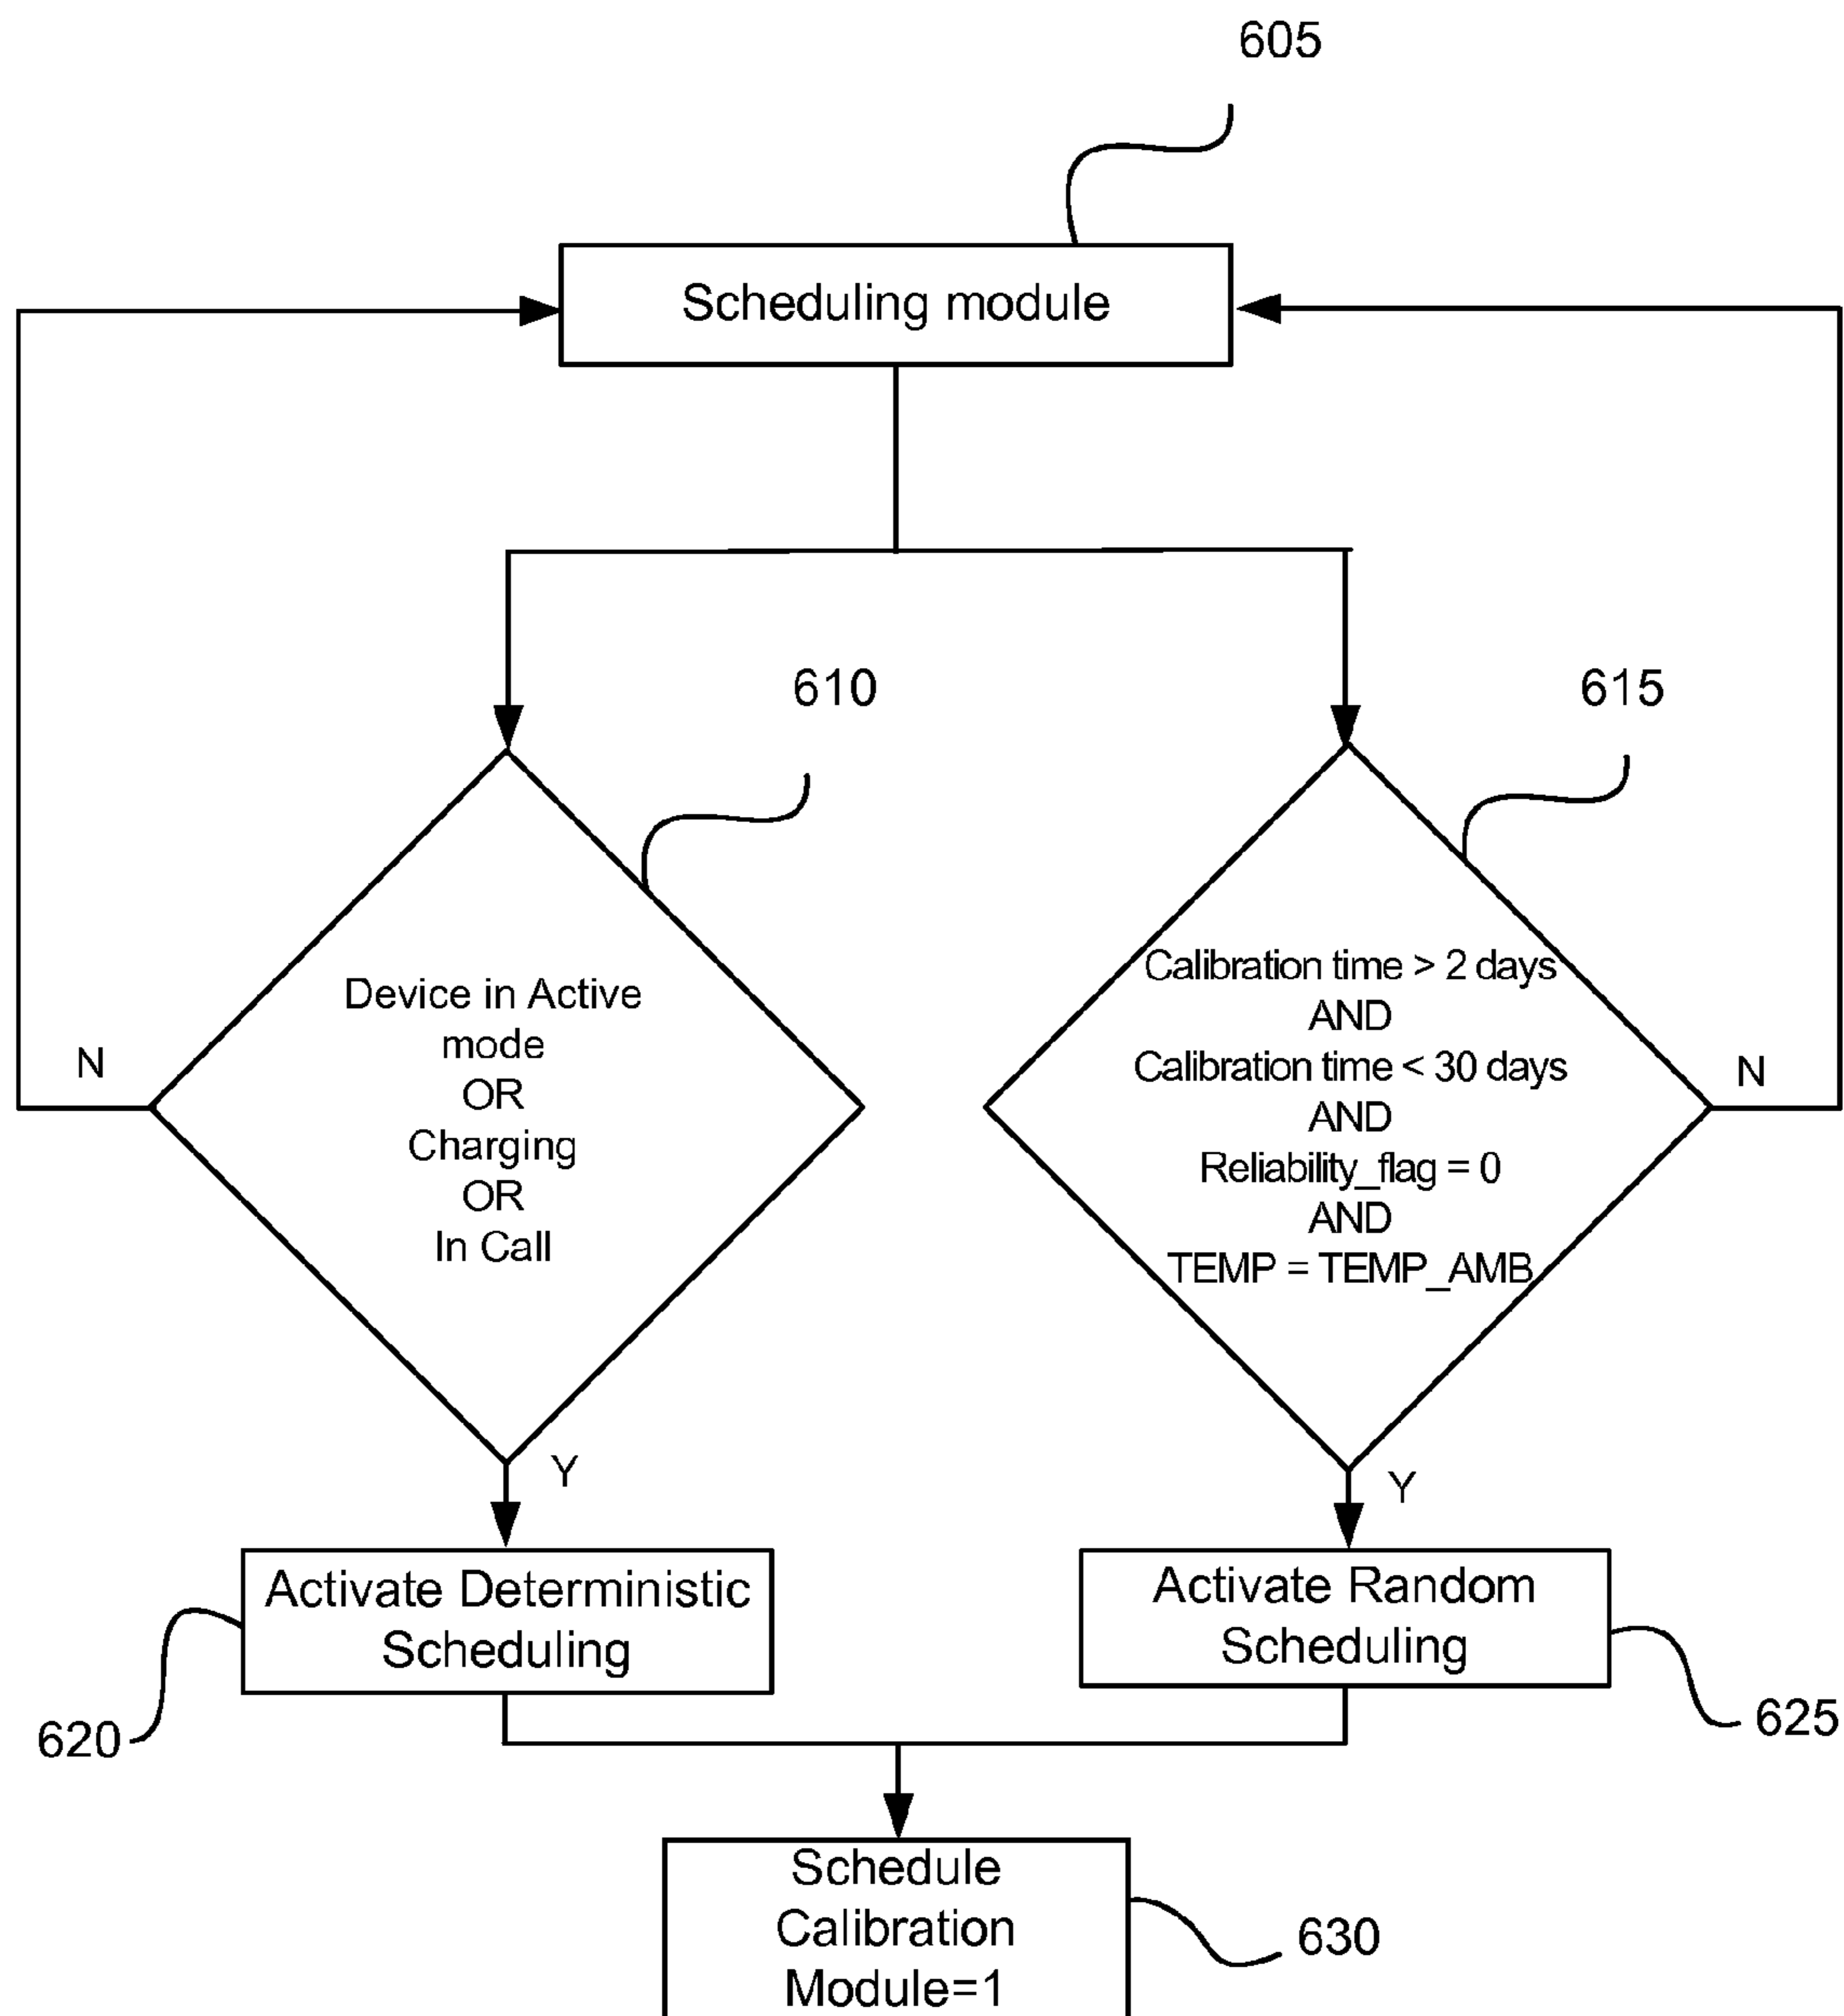 605
Scheduling module
610
615
Device in Active
mode
OR
Charging
OR
In Call
N
Calibration time > 2 days
AND
Calibration time < 30 days
AND
Reliability_flag = 0
AND
TEMP = TEMP_AMB
N
Y
Y
Activate Deterministic
Scheduling
Activate Random
Scheduling
620
625
Schedule
Calibration
Module=1
630